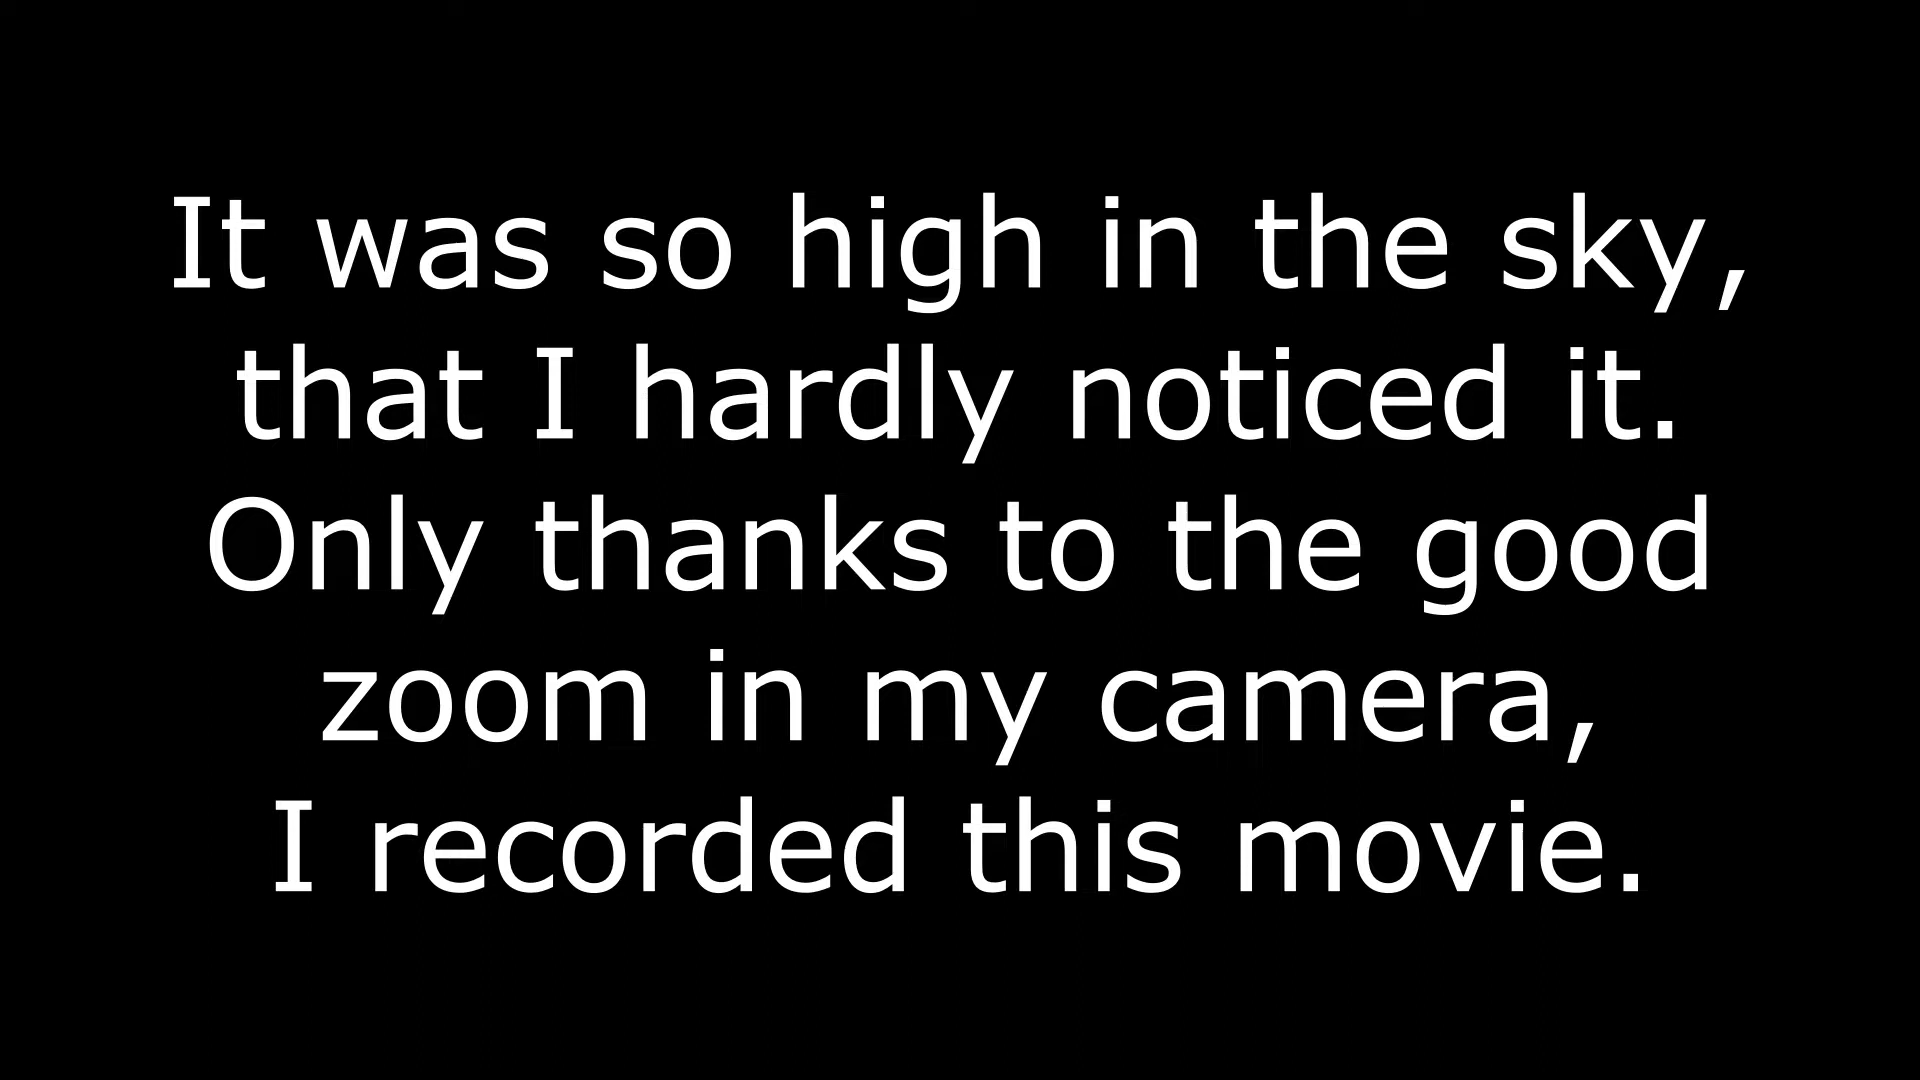 It was so high in the sky,
that I hardly noticed it.
Only thanks to the good
zoom in my camera,
I recorded this movie.